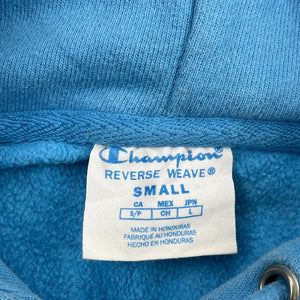 Champion
REVERSE WEAVE®
SMALL
CA MEX JPN
S/P CH L
MADE IN HONDURAS
FABRIQUÉ AU HONDURAS
HECHO EN HONDURAS